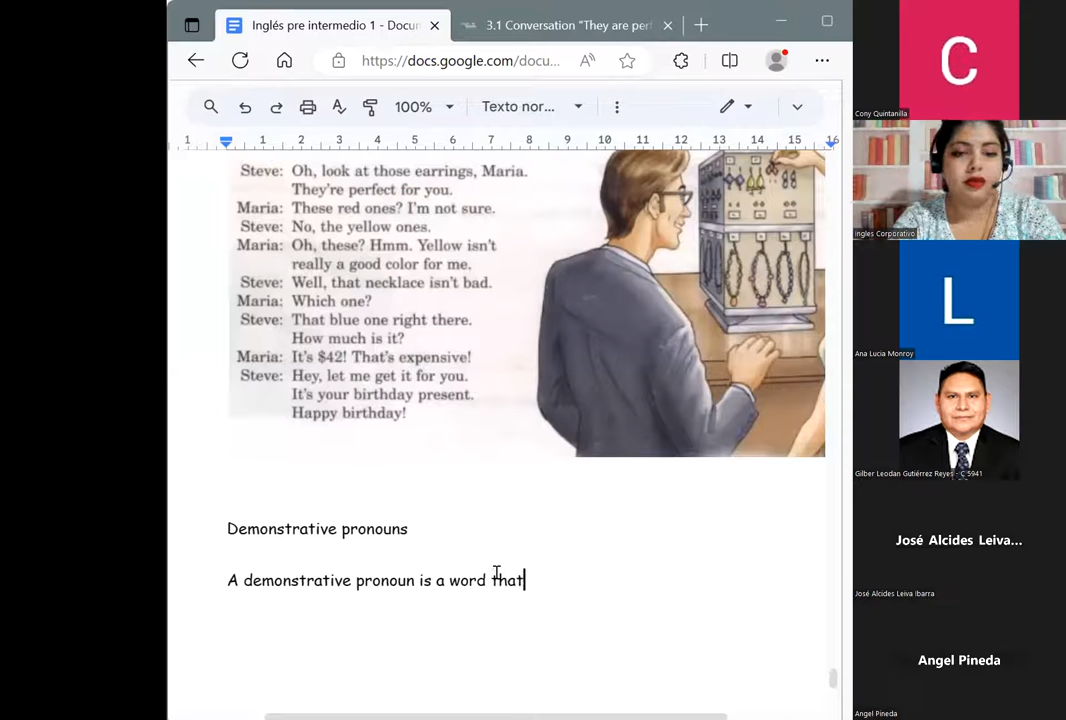 Inglés pre intermedio 1 - Docun
3.1 Conversation "They are perf
https://docs.google.com/docu...
100%
Texto nor...
1 1 2 3 4 5 6 7 8 9 10 11 12 13 14 15 16
Steve: Oh, look at those earrings, Maria.
They're perfect for you.
Maria: These red ones? I'm not sure.
Steve: No, the yellow ones.
Maria: Oh, these? Hmm. Yellow isn't
really a good color for me.
Steve: Well, that necklace isn't bad.
Maria: Which one?
Steve: That blue one right there.
How much is it?
Maria: It's $42! That's expensive!
Steve: Hey, let me get it for you.
It's your birthday present.
Happy birthday!
Demonstrative pronouns
A demonstrative pronoun is a word that
C
Cony Quintanilla
Ingles Corporativo
L
Ana Lucia Monroy
Gilber Leodan Gutiérrez Reyes - C 5941
José Alcides Leiva...
José Alcides Leiva Ibarra
Angel Pineda
Angel Pineda